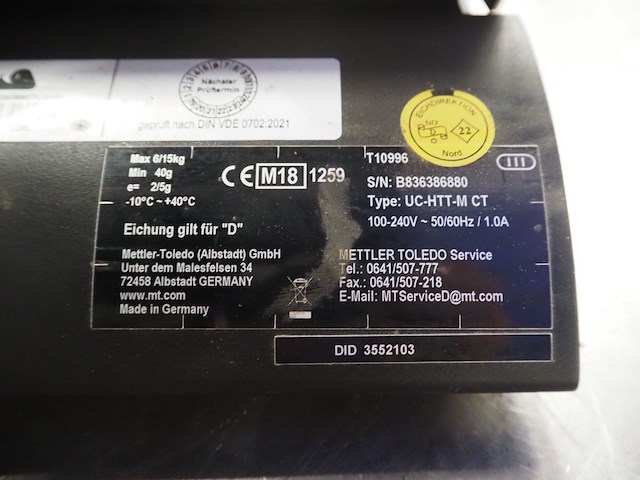 Nächster
Prüftermin
geprüft nach DIN VDE 0702:2021
EICHDIREKTION
NO
D
22
Nord
Max 6/15kg
Min 40g
e= 2/5g
-10°C ~ +40°C
CE M18 1259
T10996
III
S/N: B836386880
Type: UC-HTT-M CT
100-240V ~ 50/60Hz / 1.0A
Eichung gilt für "D"
Mettler-Toledo (Albstadt) GmbH
Unter dem Malesfelsen 34
72458 Albstadt GERMANY
www.mt.com
Made in Germany
METTLER TOLEDO Service
Tel.: 0641/507-777
Fax.: 0641/507-218
E-Mail: MTServiceD@mt.com
DID 3552103